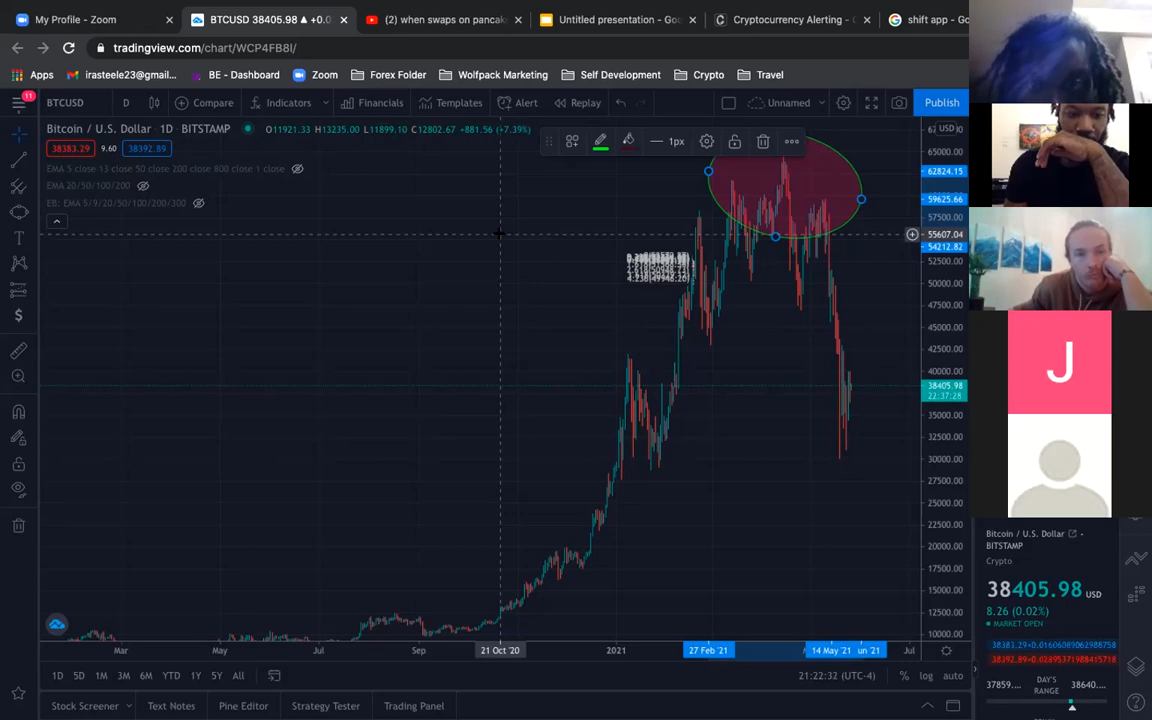 My Profile - Zoom
BTCUSD 38405.98 ▲ +0.0
(2) when swaps on pancak
Untitled presentation - Goo
Cryptocurrency Alerting - A
shift app - Go
tradingview.com/chart/WCP4FB8I/
Apps
irasteele23@gmail...
BE - Dashboard
Zoom
Forex Folder
Wolfpack Marketing
Self Development
Crypto
Travel
11
BTCUSD
D
Compare
Indicators
Financials
Templates
Alert
Replay
Unnamed
Publish
Bitcoin / U.S. Dollar · 1D · BITSTAMP
O11921.33 H13235.00 L11899.10 C12802.67 +881.56 (+7.39%)
1px
USD
38383.29
9.60
38392.89
65000.00
EMA 5 close 13 close 50 close 200 close 800 close 1 close
62824.15
EMA 20/50/100/200
EB: EMA 5/9/20/50/100/200/300
59625.66
57500.00
55607.04
54212.82
52500.00
50000.00
47500.00
45000.00
42500.00
40000.00
38405.98
22:37:28
35000.00
32500.00
30000.00
27500.00
25000.00
22500.00
20000.00
17500.00
15000.00
12500.00
10000.00
Mar
May
Jul
Sep
21 Oct '20
2021
27 Feb '21
14 May '21
un '21
Jul
1D
5D
1M
3M
6M
YTD
1Y
5Y
All
21:22:32 (UTC-4)
%
log
auto
Stock Screener
Text Notes
Pine Editor
Strategy Tester
Trading Panel
J
Bitcoin / U.S. Dollar
BITSTAMP
Crypto
38405.98 USD
8.26 (0.02%)
MARKET OPEN
37859....
DAY'S
RANGE
38640....